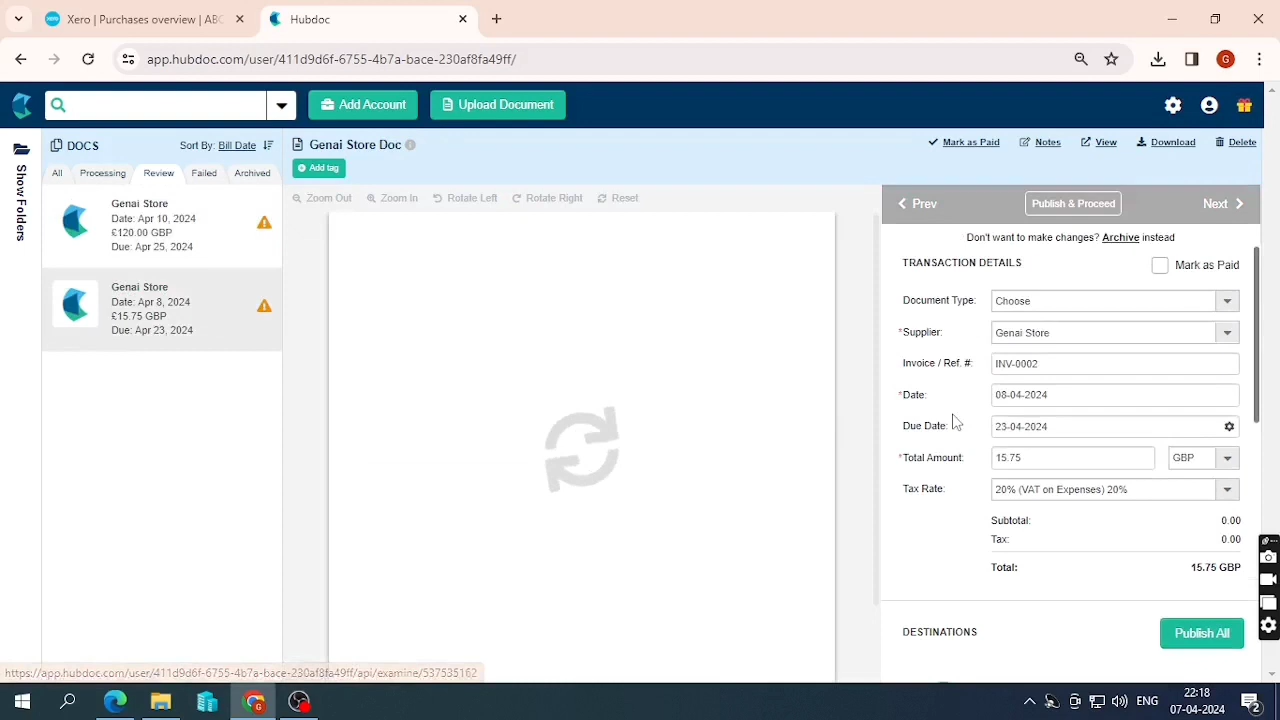 Xero | Purchases overview | ABC
Hubdoc
app.hubdoc.com/user/411d9d6f-6755-4b7a-bace-230af8fa49ff/
G
Add Account
Upload Document
Show Folders
DOCS
Sort By: Bill Date
All
Processing
Review
Failed
Archived
Genai Store
Date: Apr 10, 2024
£120.00 GBP
Due: Apr 25, 2024
Genai Store
Date: Apr 8, 2024
£15.75 GBP
Due: Apr 23, 2024
Genai Store Doc
Add tag
Mark as Paid
Notes
View
Download
Delete
Zoom Out
Zoom In
Rotate Left
Rotate Right
Reset
Prev
Publish & Proceed
Next
Don't want to make changes? Archive instead
TRANSACTION DETAILS
Mark as Paid
Document Type: Choose
*Supplier: Genai Store
Invoice / Ref. #: INV-0002
*Date: 08-04-2024
Due Date: 23-04-2024
*Total Amount: 15.75 GBP
Tax Rate: 20% (VAT on Expenses) 20%
Subtotal: 0.00
Tax: 0.00
Total: 15.75 GBP
DESTINATIONS
Publish All
https://app.hubdoc.com/user/411d9d6f-6755-4b7a-bace-230af8fa49ff/api/examine/537535162
ENG
22:18
07-04-2024
2